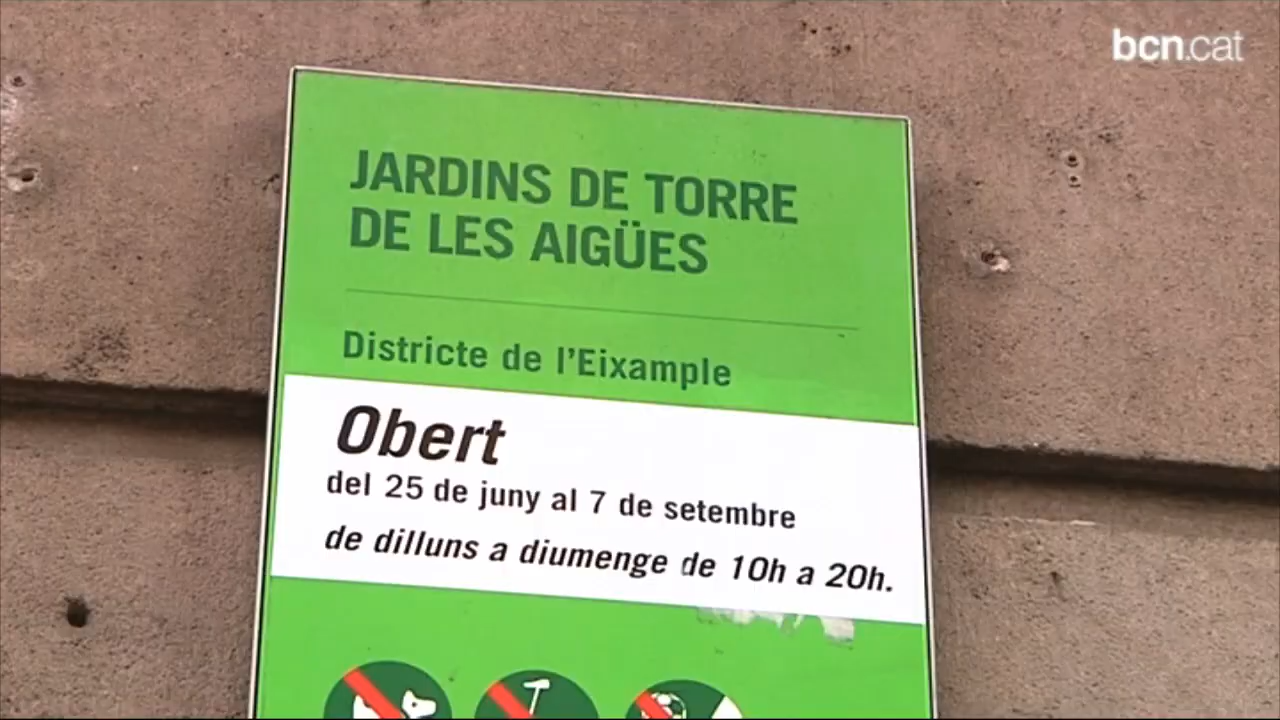 bcn.cat
JARDINS DE TORRE
DE LES AIGÜES
Districte de l'Eixample
Obert
del 25 de juny al 7 de setembre
de dilluns a diumenge de 10h a 20h.